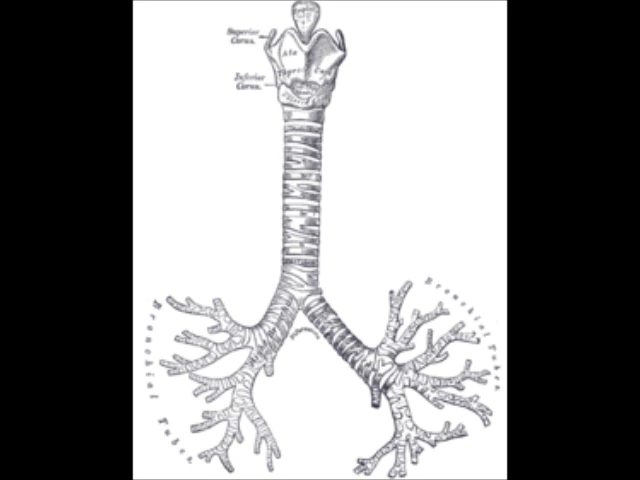 Superior
Cornu.
Ala
Inferior
Cornu.
Bronchial Tubes
Bronchial Tubes